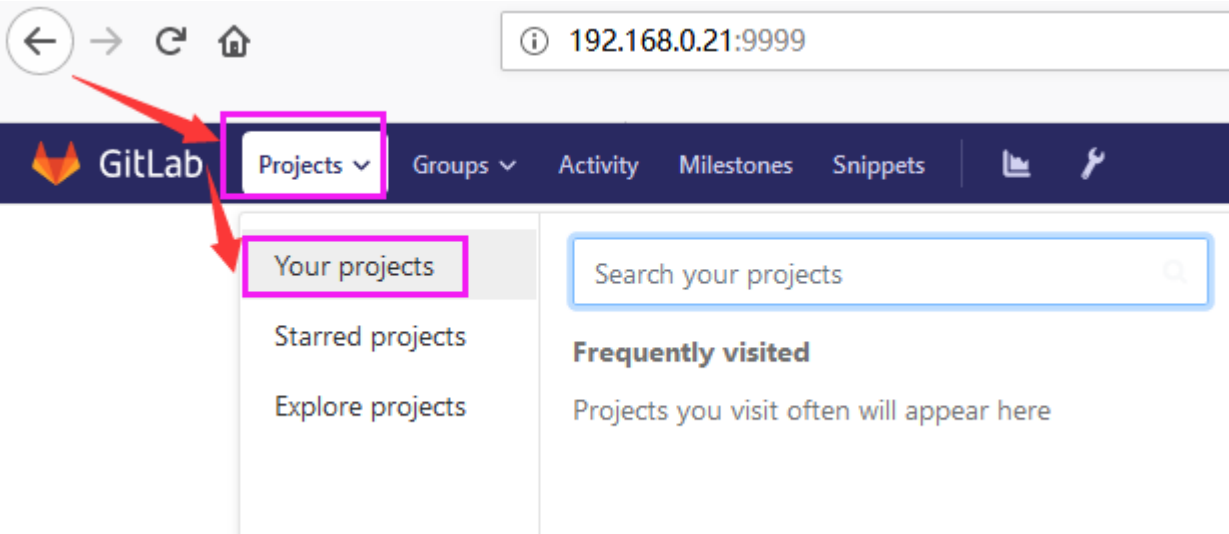 192.168.0.21:9999
GitLab Projects Groups Activity Milestones Snippets
Your projects
Search your projects
Starred projects
Frequently visited
Explore projects
Projects you visit often will appear here